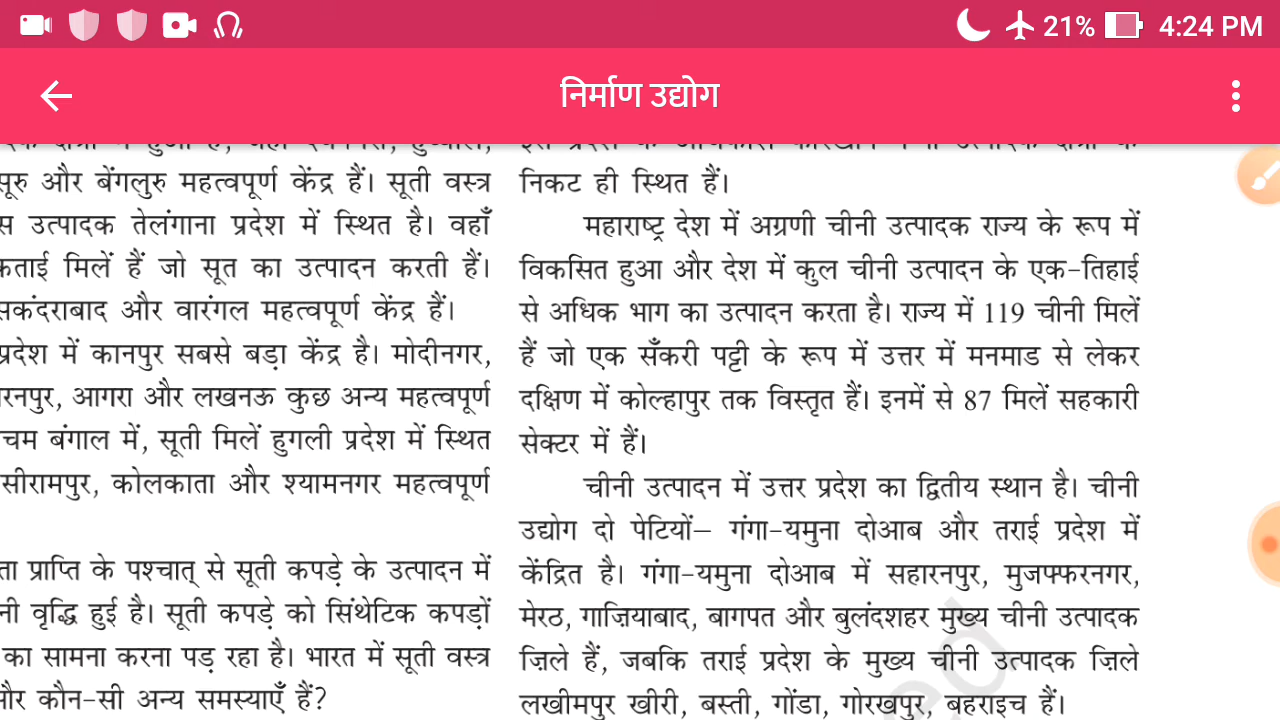 21% 4:24 PM
निर्माण उद्योग
सूरु और बेंगलुरु महत्वपूर्ण केंद्र हैं। सूती वस्त्र
स उत्पादक तेलंगाना प्रदेश में स्थित है। वहाँ
कताई मिलें हैं जो सूत का उत्पादन करती हैं।
सकंदराबाद और वारंगल महत्वपूर्ण केंद्र हैं।
प्रदेश में कानपुर सबसे बड़ा केंद्र है। मोदीनगर,
रनपुर, आगरा और लखनऊ कुछ अन्य महत्वपूर्ण
चम बंगाल में, सूती मिलें हुगली प्रदेश में स्थित
सीरामपुर, कोलकाता और श्यामनगर महत्वपूर्ण
ता प्राप्ति के पश्चात् से सूती कपड़े के उत्पादन में
नी वृद्धि हुई है। सूती कपड़े को सिंथेटिक कपड़ों
का सामना करना पड़ रहा है। भारत में सूती वस्त्र
और कौन-सी अन्य समस्याएँ हैं?
निकट ही स्थित हैं।
महाराष्ट्र देश में अग्रणी चीनी उत्पादक राज्य के रूप में
विकसित हुआ और देश में कुल चीनी उत्पादन के एक-तिहाई
से अधिक भाग का उत्पादन करता है। राज्य में 119 चीनी मिलें
हैं जो एक सँकरी पट्टी के रूप में उत्तर में मनमाड से लेकर
दक्षिण में कोल्हापुर तक विस्तृत हैं। इनमें से 87 मिलें सहकारी
सेक्टर में हैं।
चीनी उत्पादन में उत्तर प्रदेश का द्वितीय स्थान है। चीनी
उद्योग दो पेटियों– गंगा-यमुना दोआब और तराई प्रदेश में
केंद्रित है। गंगा-यमुना दोआब में सहारनपुर, मुजफ्फरनगर,
मेरठ, गाज़ियाबाद, बागपत और बुलंदशहर मुख्य चीनी उत्पादक
ज़िले हैं, जबकि तराई प्रदेश के मुख्य चीनी उत्पादक ज़िले
लखीमपुर खीरी, बस्ती, गोंडा, गोरखपुर, बहराइच हैं।